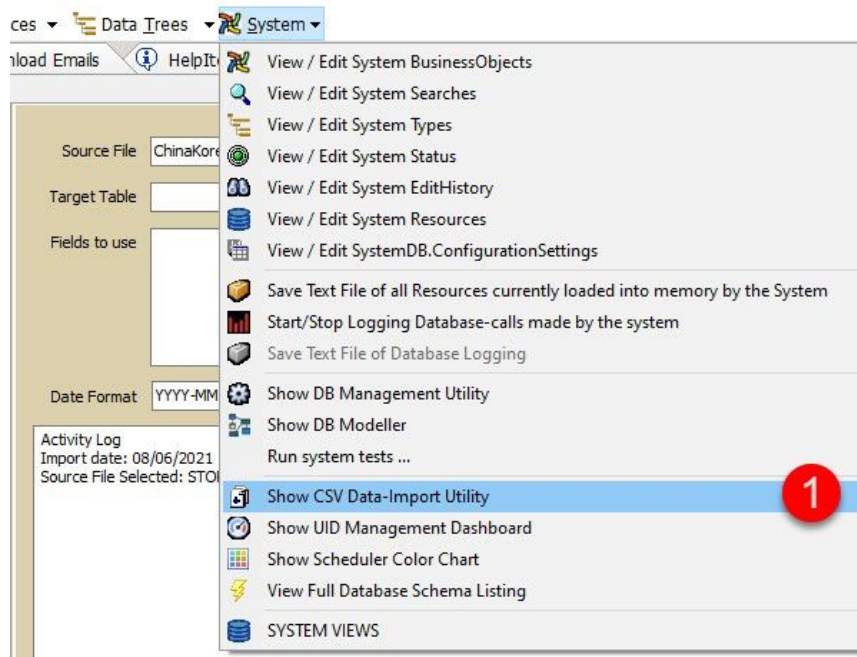 ces Data Trees System
nload Emails HelpIt
View / Edit System BusinessObjects
View / Edit System Searches
View / Edit System Types
View / Edit System Status
View / Edit System EditHistory
View / Edit System Resources
View / Edit SystemDB.ConfigurationSettings
Save Text File of all Resources currently loaded into memory by the System
Start/Stop Logging Database-calls made by the system
Save Text File of Database Logging
Show DB Management Utility
Show DB Modeller
Run system tests ...
Show CSV Data-Import Utility 1
Show UID Management Dashboard
Show Scheduler Color Chart
View Full Database Schema Listing
SYSTEM VIEWS
Source File ChinaKore
Target Table
Fields to use
Date Format YYYY-MM
Activity Log
Import date: 08/06/2021
Source File Selected: STO